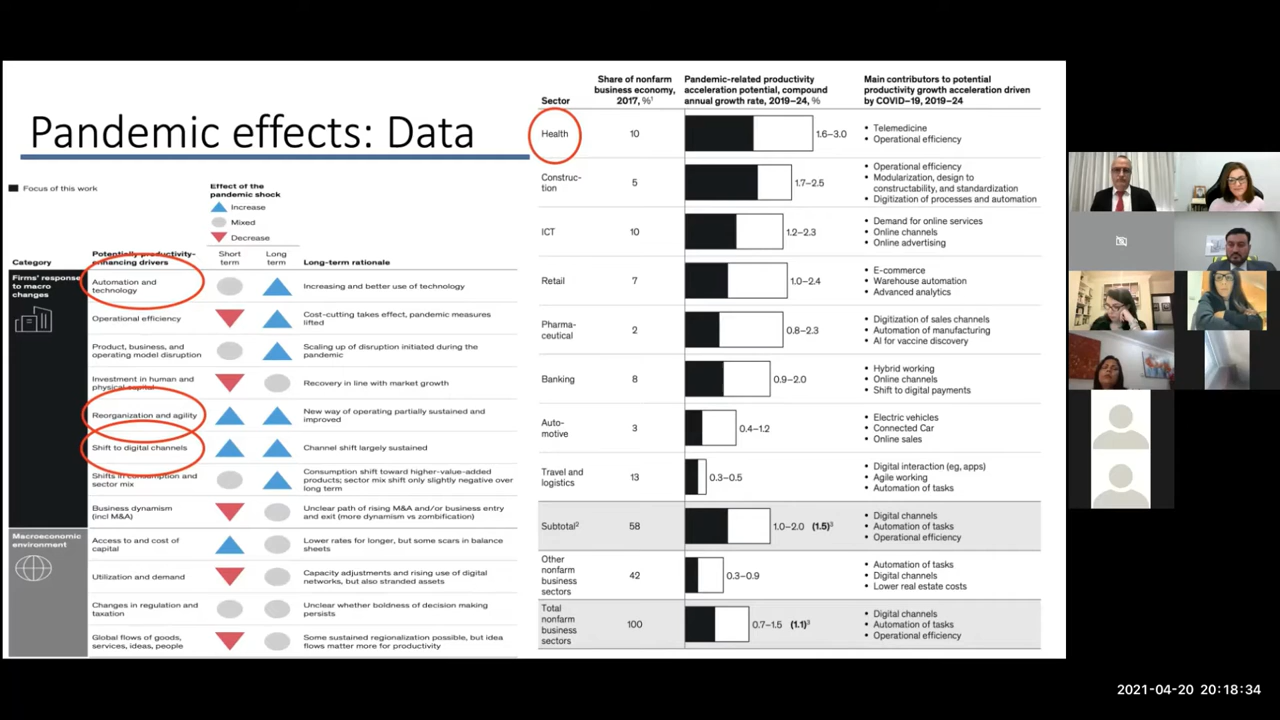 Pandemic effects: Data
Focus of this work
Effect of the
pandemic shock
Increase
Mixed
Decrease
Category
Potentially productivity-
enhancing drivers
Short
term
Long
term
Long-term rationale
Firms' response
to macro
changes
Automation and
technology
Increasing and better use of technology
Operational efficiency
Cost-cutting takes effect, pandemic measures
lifted
Product, business, and
operating model disruption
Scaling up of disruption initiated during the
pandemic
Investment in human and
physical capital
Recovery in line with market growth
Reorganization and agility
New way of operating partially sustained and
improved
Shift to digital channels
Channel shift largely sustained
Shifts in consumption and
sector mix
Consumption shift toward higher-value-added
products; sector mix shift only slightly negative over
long term
Business dynamism
(incl M&A)
Unclear path of rising M&A and/or business entry
and exit (more dynamism vs zombification)
Macroeconomic
environment
Access to and cost of
capital
Lower rates for longer, but some scars in balance
sheets
Utilization and demand
Capacity adjustments and rising use of digital
networks, but also stranded assets
Changes in regulation and
taxation
Unclear whether boldness of decision making
persists
Global flows of goods,
services, ideas, people
Some sustained regionalization possible, but idea
flows matter more for productivity
Sector
Share of nonfarm
business economy,
2017, %¹
Pandemic-related productivity
acceleration potential, compound
annual growth rate, 2019–24, %
Main contributors to potential
productivity growth acceleration driven
by COVID-19, 2019–24
Health
10
1.6–3.0
• Telemedicine
• Operational efficiency
Construc-
tion
5
1.7–2.5
• Operational efficiency
• Modularization, design to
constructability, and standardization
• Digitization of processes and automation
ICT
10
1.2–2.3
• Demand for online services
• Online channels
• Online advertising
Retail
7
1.0–2.4
• E-commerce
• Warehouse automation
• Advanced analytics
Pharma-
ceutical
2
0.8–2.3
• Digitization of sales channels
• Automation of manufacturing
• AI for vaccine discovery
Banking
8
0.9–2.0
• Hybrid working
• Online channels
• Shift to digital payments
Auto-
motive
3
0.4–1.2
• Electric vehicles
• Connected Car
• Online sales
Travel and
logistics
13
0.3–0.5
• Digital interaction (eg, apps)
• Agile working
• Automation of tasks
Subtotal²
58
1.0–2.0 (1.5)³
• Digital channels
• Automation of tasks
• Operational efficiency
Other
nonfarm
business
sectors
42
0.3–0.9
• Automation of tasks
• Digital channels
• Lower real estate costs
Total
nonfarm
business
sectors
100
0.7–1.5 (1.1)³
• Digital channels
• Automation of tasks
• Operational efficiency
2021-04-20 20:18:34